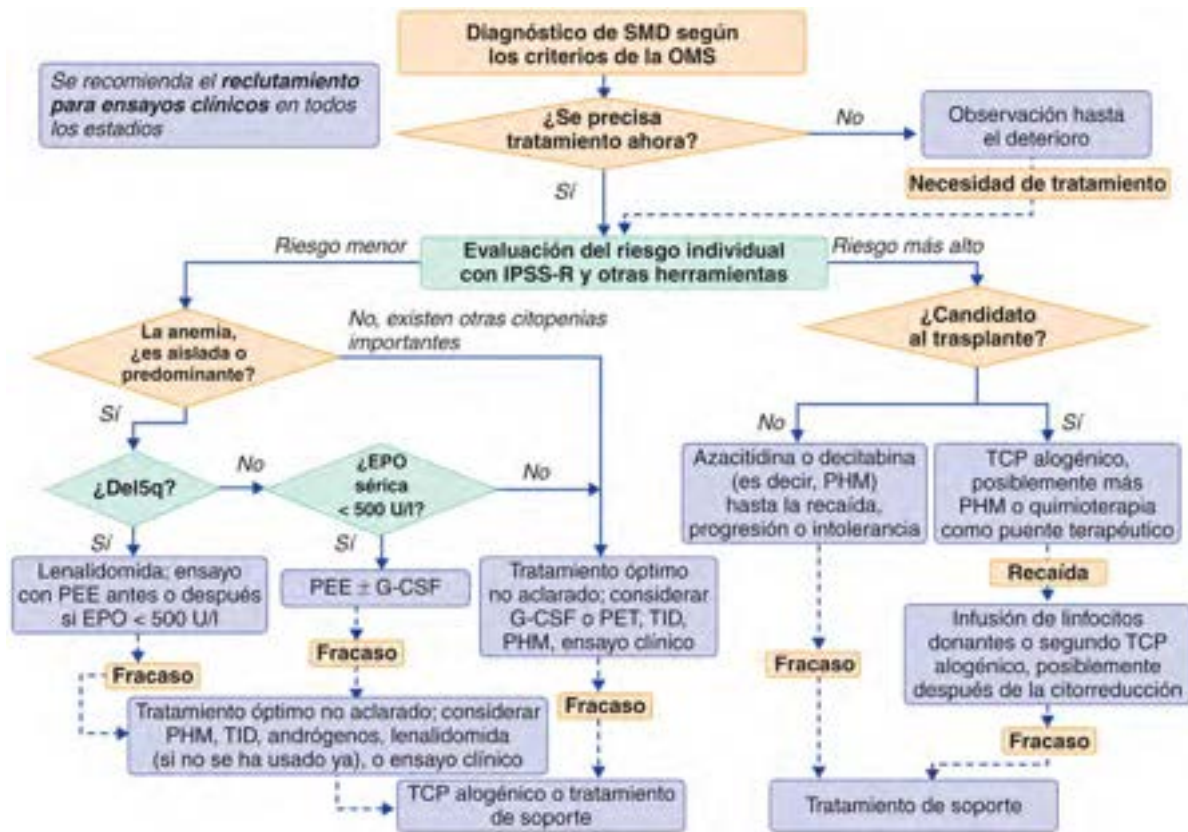 Diagnóstico de SMD según
los criterios de la OMS
Se recomienda el reclutamiento
para ensayos clínicos en todos
los estadios
¿Se precisa
tratamiento ahora?
No
Observación hasta
el deterioro
Necesidad de tratamiento
Sí
Evaluación del riesgo individual
con IPSS-R y otras herramientas
Riesgo menor
Riesgo más alto
La anemia,
¿es aislada o
predominante?
No, existen otras citopenias
importantes
¿Candidato
al trasplante?
Sí
No
Sí
¿Del5q?
No
¿EPO
sérica
< 500 U/l?
No
Azacitidina o decitabina
(es decir, PHM)
hasta la recaída,
progresión o intolerancia
TCP alogénico,
posiblemente más
PHM o quimioterapia
como puente terapéutico
Sí
Sí
Lenalidomida; ensayo
con PEE antes o después
si EPO < 500 U/l
PEE ± G-CSF
Tratamiento óptimo
no aclarado; considerar
G-CSF o PET, TID,
PHM, ensayo clínico
Recaída
Infusión de linfocitos
donantes o segundo TCP
alogénico, posiblemente
después de la citorreducción
Fracaso
Fracaso
Fracaso
Fracaso
Fracaso
Tratamiento óptimo no aclarado; considerar
PHM, TID, andrógenos, lenalidomida
(si no se ha usado ya), o ensayo clínico
TCP alogénico o tratamiento
de soporte
Tratamiento de soporte